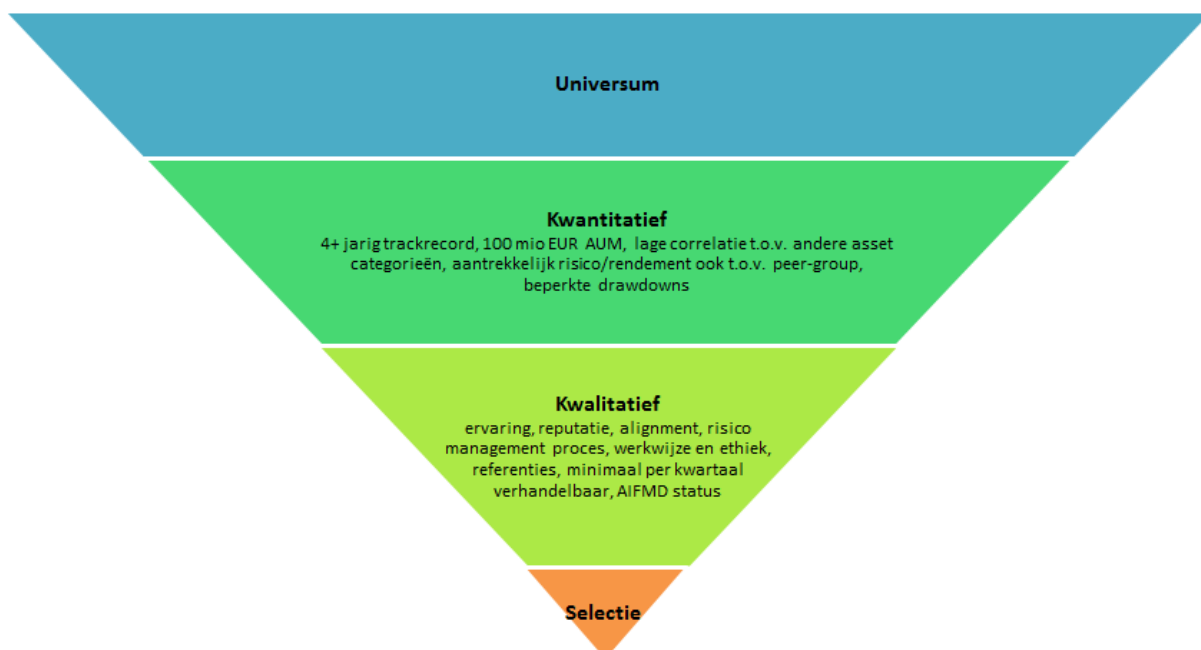 Universum
Kwantitatief
4+ jarig trackrecord, 100 mio EUR AUM, lage correlatie t.o.v. andere asset
categorieën, aantrekkelijk risico/rendement ook t.o.v. peer-group,
beperkte drawdowns
Kwalitatief
ervaring, reputatie, alignment, risico
management proces, werkwijze en ethiek,
referenties, minimaal per kwartaal
verhandelbaar, AIFMD status
Selectie